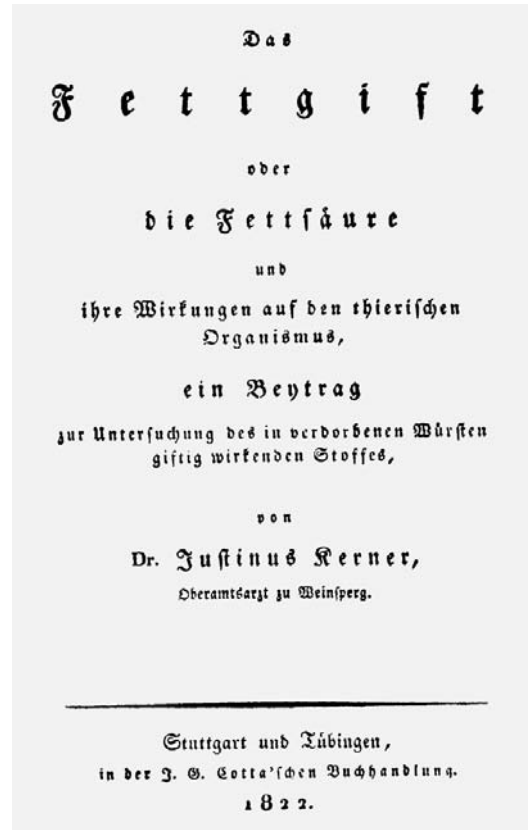 Das
Fettgift
oder
die Fettsäure
und
ihre Wirkungen auf den thierischen
Organismus,
ein Beytrag
zur Untersuchung des in verdorbenen Würsten
giftig wirkenden Stoffes,
von
Dr. Justinus Kerner,
Oberamtsarzt zu Weinsperg.
Stuttgart und Tübingen,
in der J. G. Cotta'schen Buchhandlung.
1822.